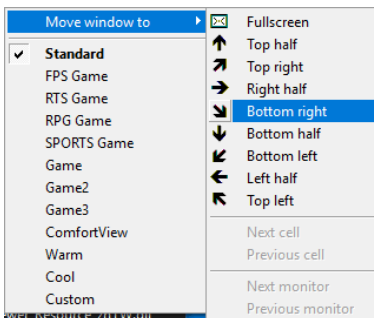 Move window to
Standard
FPS Game
RTS Game
RPG Game
SPORTS Game
Game
Game2
Game3
ComfortView
Warm
Cool
Custom
Fullscreen
Top half
Top right
Right half
Bottom right
Bottom half
Bottom left
Left half
Top left
Next cell
Previous cell
Next monitor
Previous monitor